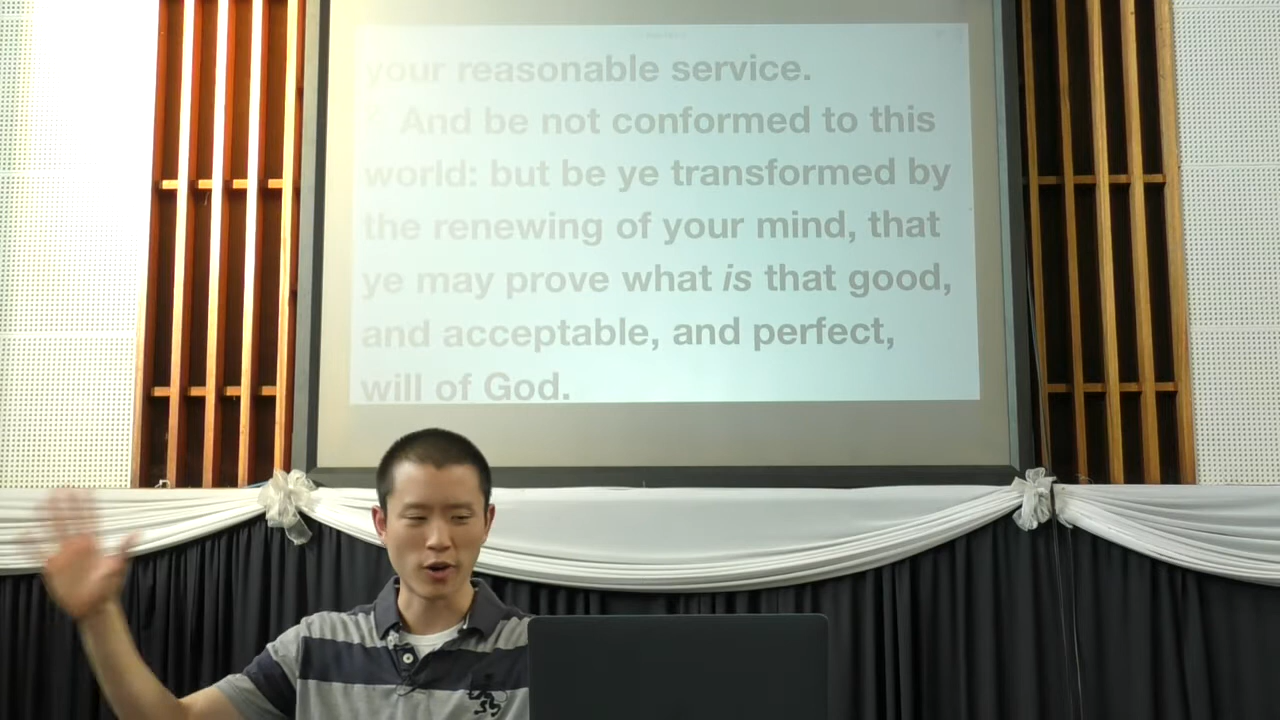 your reasonable service.
And be not conformed to this
world: but be ye transformed by
the renewing of your mind, that
ye may prove what is that good,
and acceptable, and perfect,
will of God.